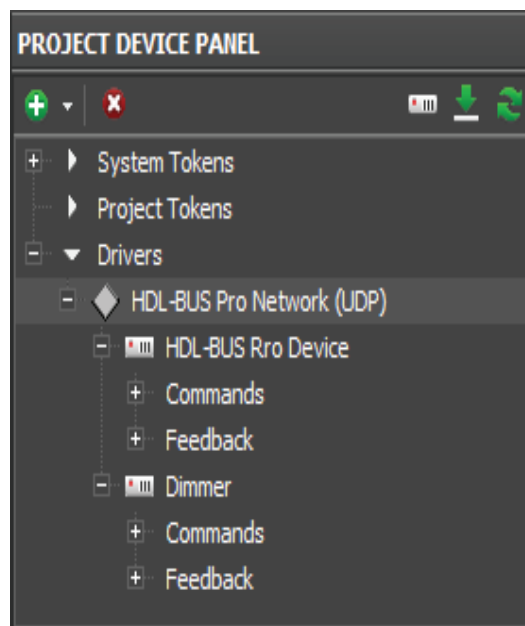 PROJECT DEVICE PANEL
System Tokens
Project Tokens
Drivers
HDL-BUS Pro Network (UDP)
HDL-BUS Rro Device
Commands
Feedback
Dimmer
Commands
Feedback